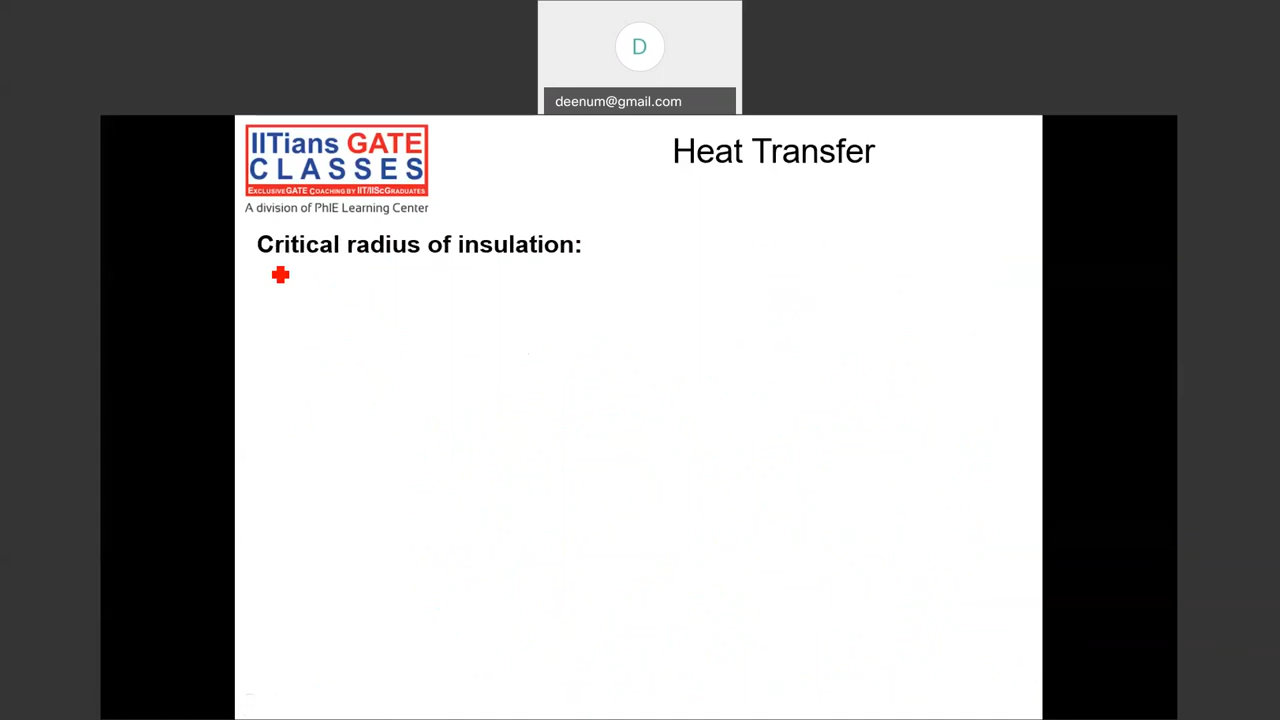 D
deenum@gmail.com
IITians GATE
CLASSES
EXCLUSIVE GATE COACHING BY IIT/IISc GRADUATES
A division of PhIE Learning Center
Heat Transfer
Critical radius of insulation: